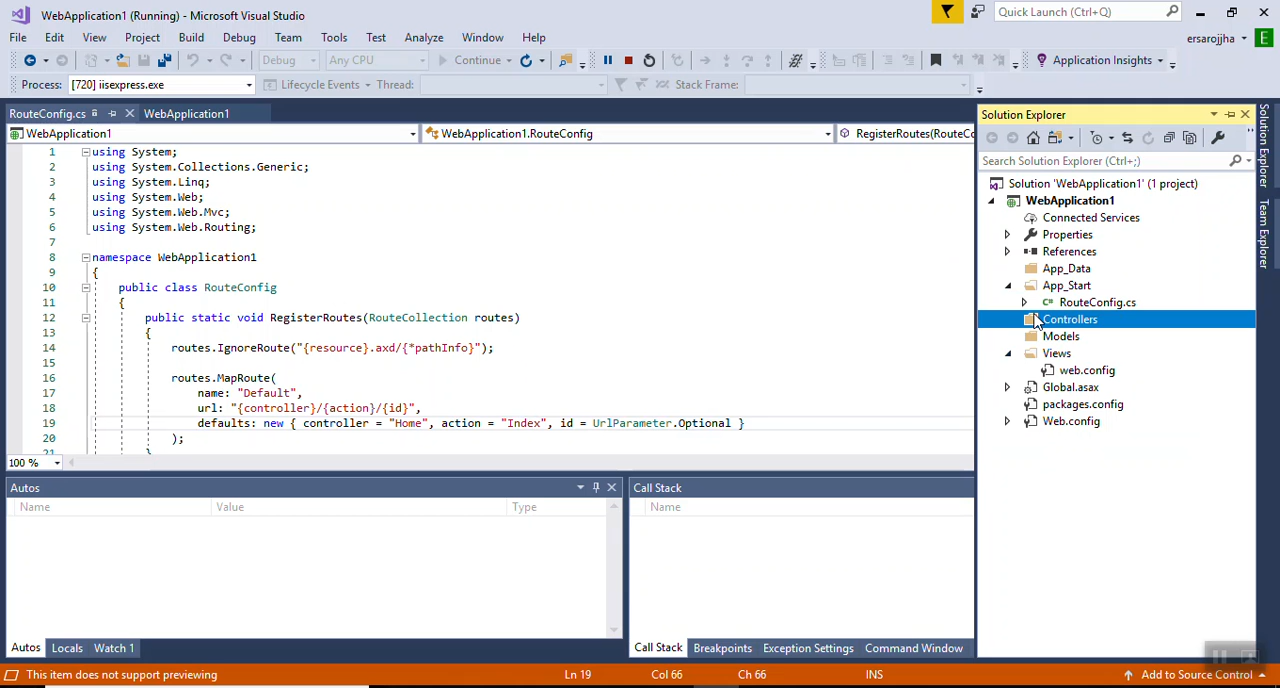 WebApplication1 (Running) - Microsoft Visual Studio
Quick Launch (Ctrl+Q)
File Edit View Project Build Debug Team Tools Test Analyze Window Help
ersarojjha E
Debug Any CPU Continue Application Insights
Process: [720] iisexpress.exe Lifecycle Events Thread: Stack Frame:
RouteConfig.cs WebApplication1
WebApplication1 WebApplication1.RouteConfig RegisterRoutes(RouteCo
1 using System;
2 using System.Collections.Generic;
3 using System.Linq;
4 using System.Web;
5 using System.Web.Mvc;
6 using System.Web.Routing;
7
8 namespace WebApplication1
9 {
10 public class RouteConfig
11 {
12 public static void RegisterRoutes(RouteCollection routes)
13 {
14 routes.IgnoreRoute("{resource}.axd/{*pathInfo}");
15
16 routes.MapRoute(
17 name: "Default",
18 url: "{controller}/{action}/{id}",
19 defaults: new { controller = "Home", action = "Index", id = UrlParameter.Optional }
20 );
21 }
100 %
Autos
Name Value Type
Autos Locals Watch 1
Call Stack
Name
Call Stack Breakpoints Exception Settings Command Window
Solution Explorer
Search Solution Explorer (Ctrl+;)
Solution 'WebApplication1' (1 project)
WebApplication1
Connected Services
Properties
References
App_Data
App_Start
C# RouteConfig.cs
Controllers
Models
Views
web.config
Global.asax
packages.config
Web.config
Solution Explorer
Team Explorer
This item does not support previewing Ln 19 Col 66 Ch 66 INS Add to Source Control